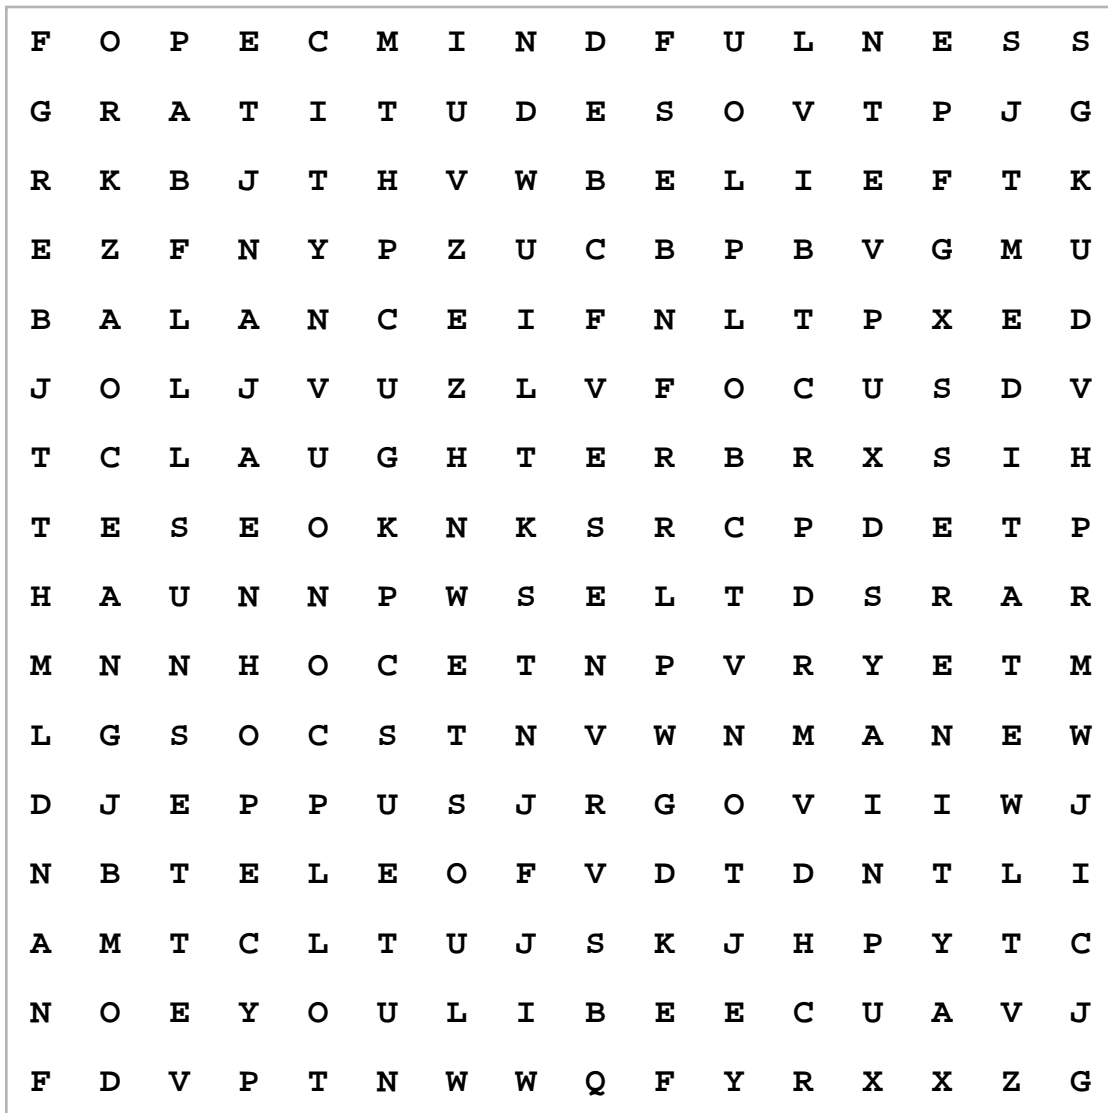 F O P E C M I N D F U L N E S S
G R A T I T U D E S O V T P J G
R K B J T H V W B E L I E F T K
E Z F N Y P Z U C B P B V G M U
B A L A N C E I F N L T P X E D
J O L J V U Z L V F O C U S D V
T C L A U G H T E R B R X S I H
T E S E O K N K S R C P D E T P
H A U N N P W S E L T D S R A R
M N N H O C E T N P V R Y E T M
L G S O C S T N V W N M A N E W
D J E P P U S J R G O V I I W J
N B T E L E O F V D T D N T L I
A M T C L T U J S K J H P Y T C
N O E Y O U L I B E E C U A V J
F D V P T N W W Q F Y R X X Z G